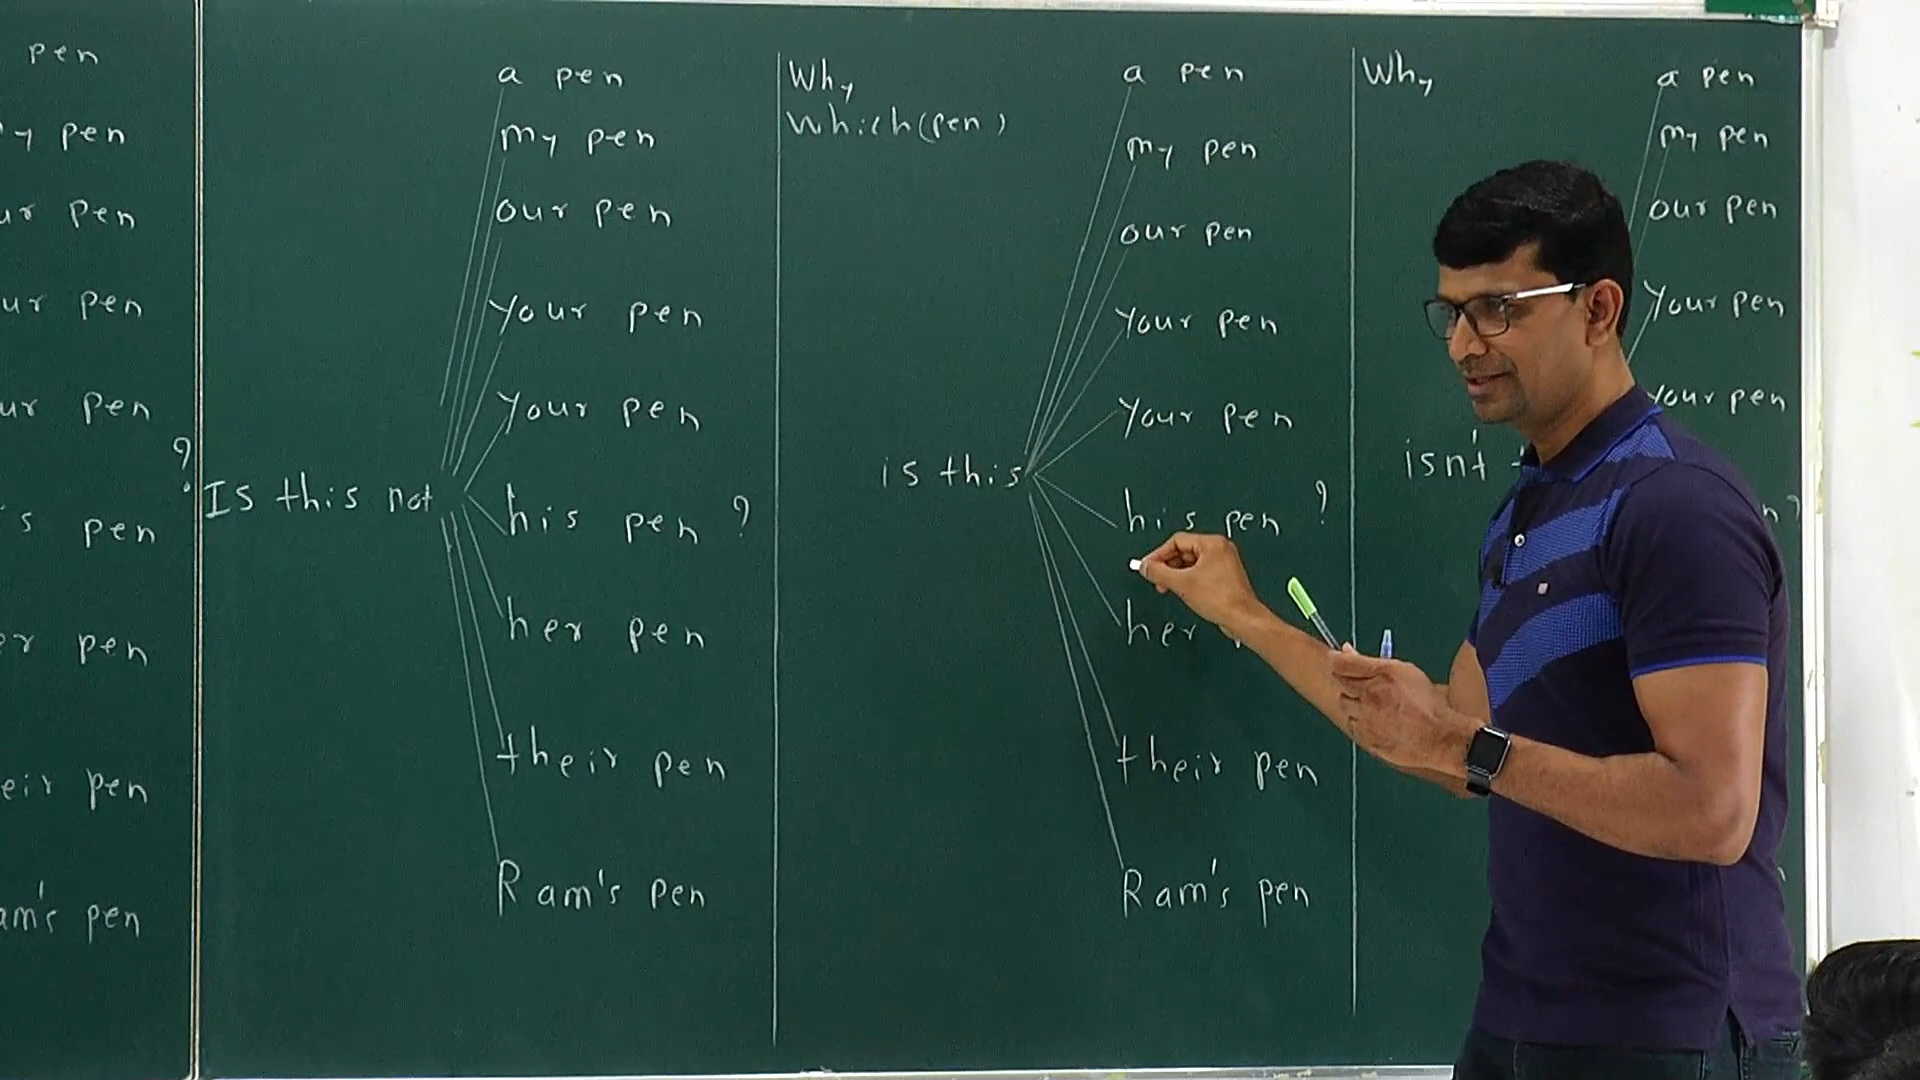 pen
pen
pen
pen
pen
?
pen
pen
pen
pen
a pen
my pen
our pen
your pen
your pen
Is this not
his pen ?
her pen
their pen
Ram's pen
Why
Which (pen)
a pen
my pen
our pen
your pen
your pen
is this
his pen ?
her
their pen
Ram's pen
Why
a pen
my pen
our pen
your pen
your pen
isn't
?